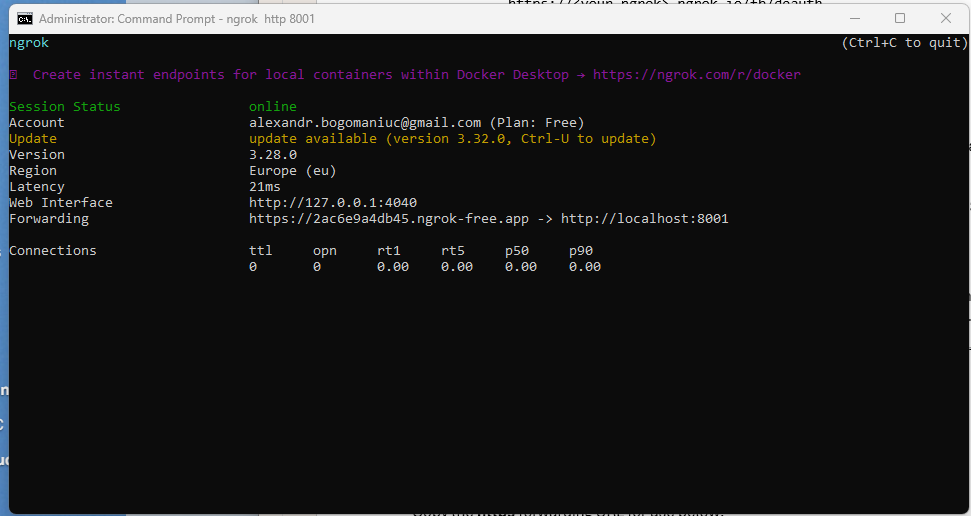 Administrator: Command Prompt - ngrok http 8001
ngrok (Ctrl+C to quit)
Create instant endpoints for local containers within Docker Desktop → https://ngrok.com/r/docker
Session Status online
Account alexandr.bogomaniuc@gmail.com (Plan: Free)
Update update available (version 3.32.0, Ctrl-U to update)
Version 3.28.0
Region Europe (eu)
Latency 21ms
Web Interface http://127.0.0.1:4040
Forwarding https://2ac6e9a4db45.ngrok-free.app -> http://localhost:8001
Connections ttl opn rt1 rt5 p50 p90
0 0 0.00 0.00 0.00 0.00